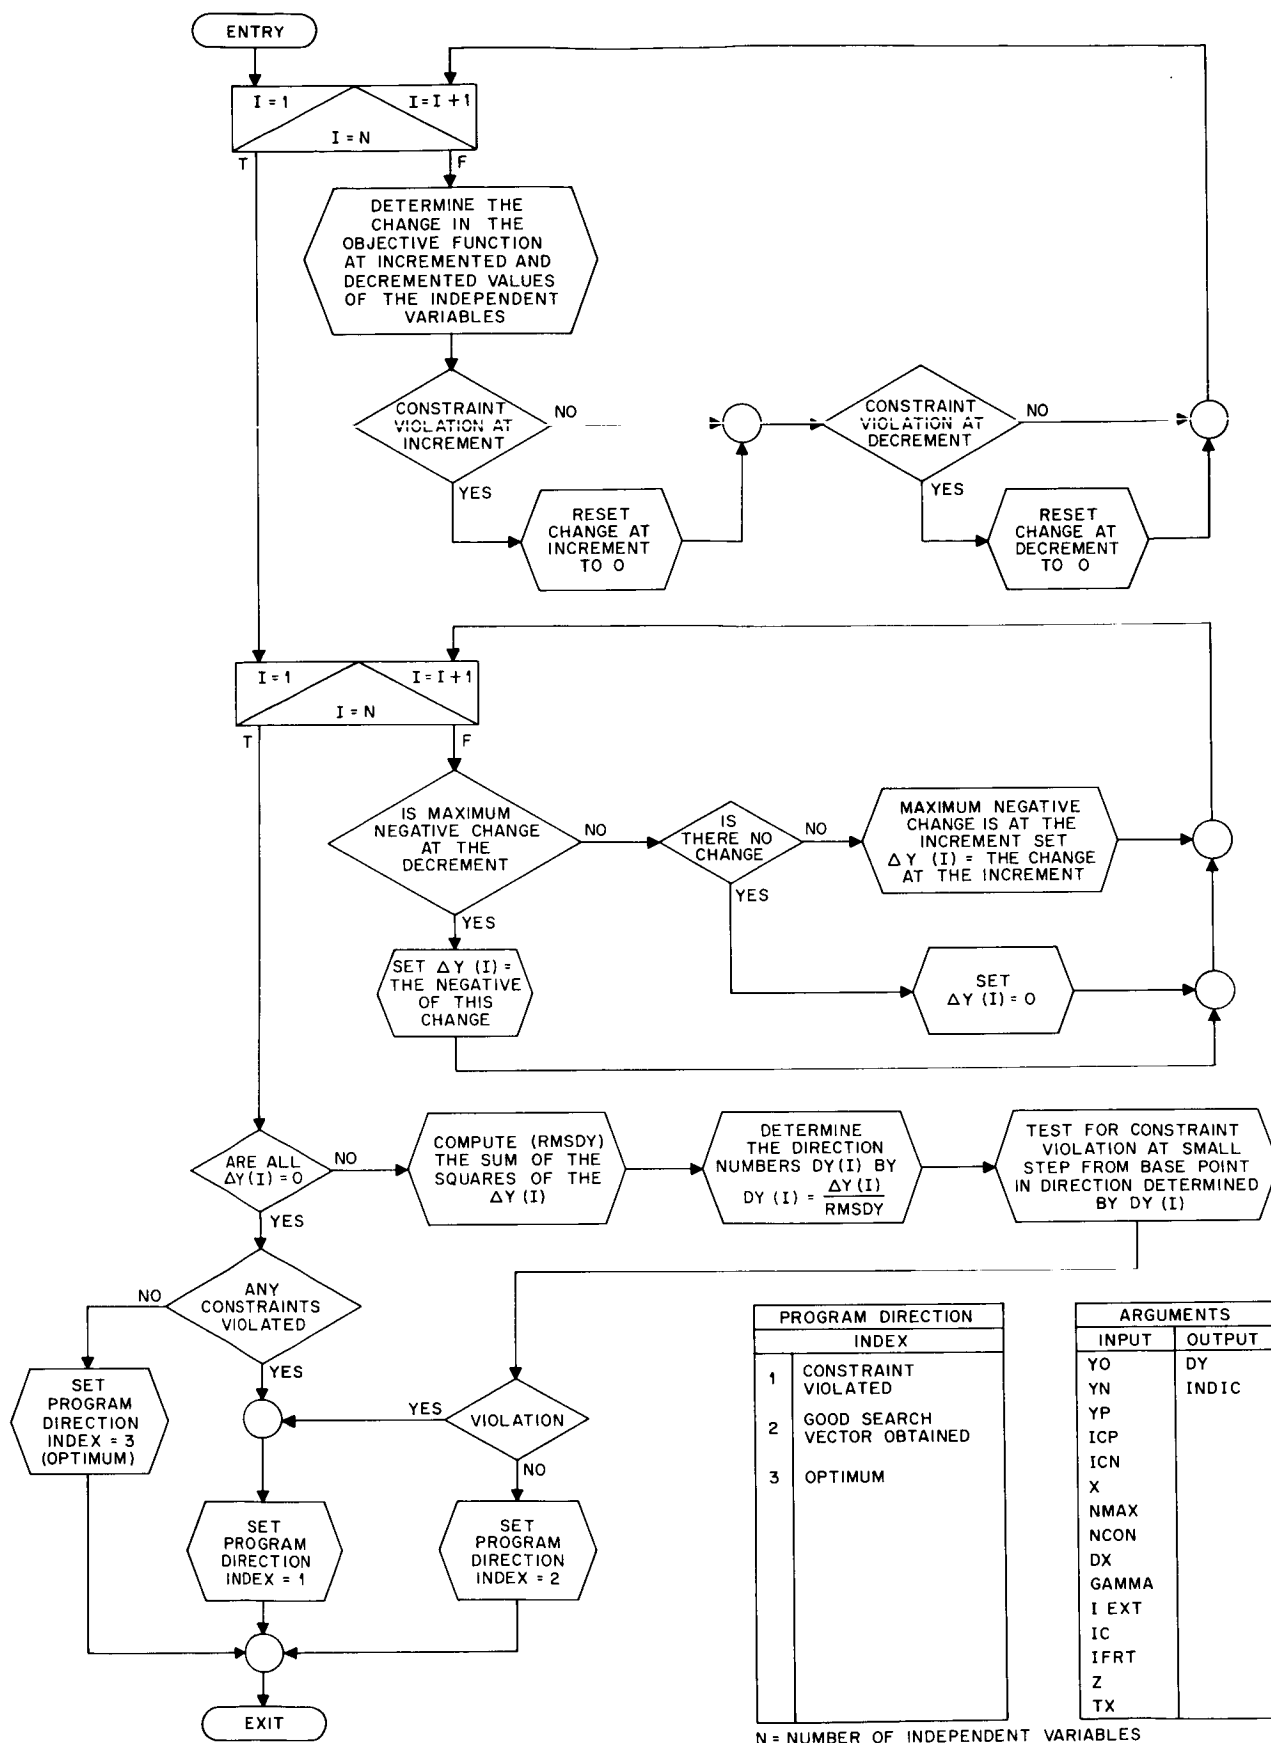 ENTRY
I = 1
I = I + 1
I = N
T
F
DETERMINE THE
CHANGE IN THE
OBJECTIVE FUNCTION
AT INCREMENTED AND
DECREMENTED VALUES
OF THE INDEPENDENT
VARIABLES
CONSTRAINT
VIOLATION AT
INCREMENT
NO
YES
RESET
CHANGE AT
INCREMENT
TO 0
CONSTRAINT
VIOLATION AT
DECREMENT
NO
YES
RESET
CHANGE AT
DECREMENT
TO 0
I = 1
I = I + 1
I = N
T
F
IS MAXIMUM
NEGATIVE CHANGE
AT THE
DECREMENT
NO
YES
IS
THERE NO
CHANGE
NO
YES
MAXIMUM NEGATIVE
CHANGE IS AT THE
INCREMENT SET
ΔY (I) = THE CHANGE
AT THE INCREMENT
SET ΔY (I) =
THE NEGATIVE
OF THIS
CHANGE
SET
ΔY (I) = 0
ARE ALL
ΔY(I) = 0
NO
YES
COMPUTE (RMSDY)
THE SUM OF THE
SQUARES OF THE
ΔY (I)
DETERMINE
THE DIRECTION
NUMBERS DY(I) BY
DY (I) = ΔY(I)
RMSDY
TEST FOR CONSTRAINT
VIOLATION AT SMALL
STEP FROM BASE POINT
IN DIRECTION DETERMINED
BY DY (I)
ANY
CONSTRAINTS
VIOLATED
NO
YES
SET
PROGRAM
DIRECTION
INDEX = 3
(OPTIMUM)
VIOLATION
YES
NO
SET
PROGRAM
DIRECTION
INDEX = 1
SET
PROGRAM
DIRECTION
INDEX = 2
EXIT
PROGRAM DIRECTION
INDEX
1 CONSTRAINT
VIOLATED
2 GOOD SEARCH
VECTOR OBTAINED
3 OPTIMUM
ARGUMENTS
INPUT OUTPUT
YO DY
YN INDIC
YP
ICP
ICN
X
NMAX
NCON
DX
GAMMA
I EXT
IC
IFRT
Z
TX
N = NUMBER OF INDEPENDENT VARIABLES